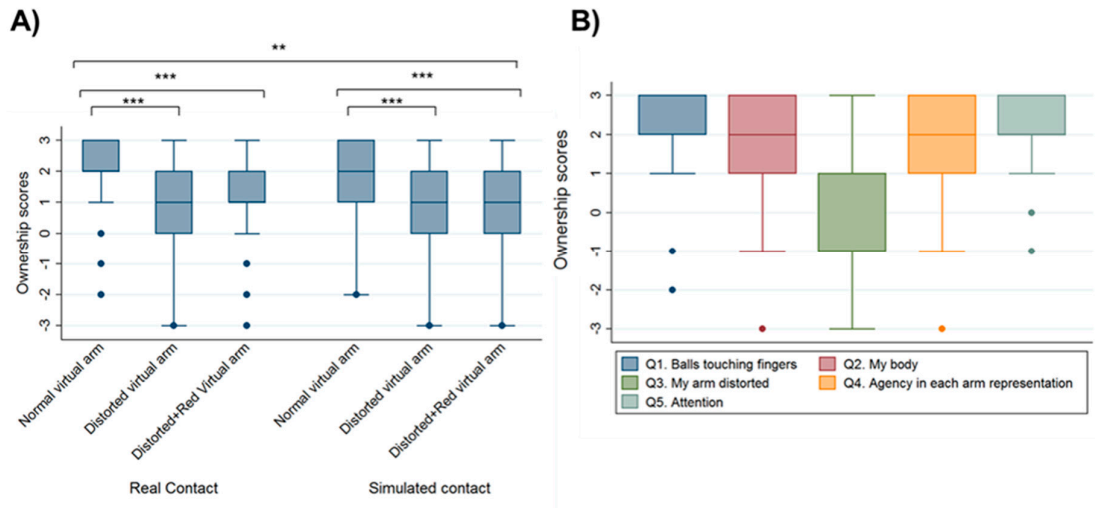 A)
**
***
***
***
***
Ownership scores
3
2
1
0
-1
-2
-3
Normal virtual arm
Distorted virtual arm
Distorted+Red Virtual arm
Normal virtual arm
Distorted virtual arm
Distorted+Red virtual arm
Real Contact
Simulated contact
B)
Ownership scores
3
2
1
0
-1
-2
-3
Q1. Balls touching fingers
Q2. My body
Q3. My arm distorted
Q4. Agency in each arm representation
Q5. Attention